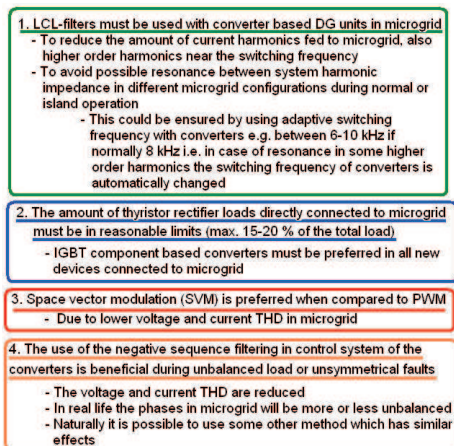 1. LCL-filters must be used with converter based DG units in microgrid
- To reduce the amount of current harmonics fed to microgrid, also
higher order harmonics near the switching frequency
- To avoid possible resonance between system harmonic
impedance in different microgrid configurations during normal or
island operation
- This could be ensured by using adaptive switching
frequency with converters e.g. between 6-10 kHz if
normally 8 kHz i.e. in case of resonance in some higher
order harmonics the switching frequency of converters is
automatically changed
2. The amount of thyristor rectifier loads directly connected to microgrid
must be in reasonable limits (max. 15-20 % of the total load)
- IGBT component based converters must be preferred in all new
devices connected to microgrid
3. Space vector modulation (SVM) is preferred when compared to PWM
- Due to lower voltage and current THD in microgrid
4. The use of the negative sequence filtering in control system of the
converters is beneficial during unbalanced load or unsymmetrical faults
- The voltage and current THD are reduced
- In real life the phases in microgrid will be more or less unbalanced
- Naturally it is possible to use some other method which has similar
effects